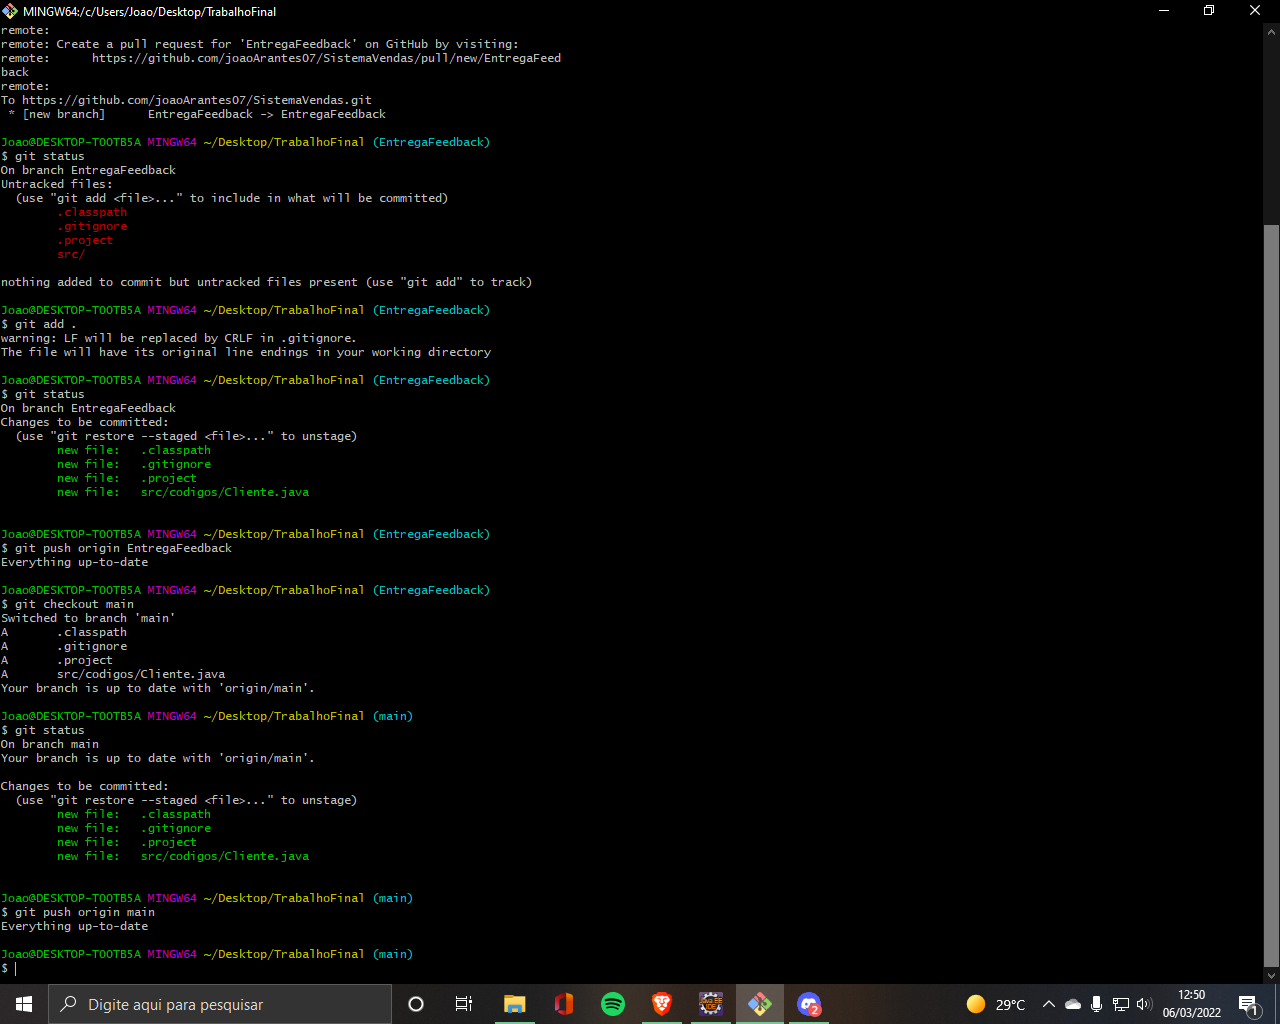 MINGW64:/c/Users/Joao/Desktop/TrabalhoFinal
remote:
remote: Create a pull request for 'EntregaFeedback' on GitHub by visiting:
remote:      https://github.com/joaoArantes07/SistemaVendas/pull/new/EntregaFeed
back
remote:
To https://github.com/joaoArantes07/SistemaVendas.git
 * [new branch]      EntregaFeedback -> EntregaFeedback
Joao@DESKTOP-TOOTB5A MINGW64 ~/Desktop/TrabalhoFinal (EntregaFeedback)
$ git status
On branch EntregaFeedback
Untracked files:
  (use "git add <file>..." to include in what will be committed)
        .classpath
        .gitignore
        .project
        src/
nothing added to commit but untracked files present (use "git add" to track)
Joao@DESKTOP-TOOTB5A MINGW64 ~/Desktop/TrabalhoFinal (EntregaFeedback)
$ git add .
warning: LF will be replaced by CRLF in .gitignore.
The file will have its original line endings in your working directory
Joao@DESKTOP-TOOTB5A MINGW64 ~/Desktop/TrabalhoFinal (EntregaFeedback)
$ git status
On branch EntregaFeedback
Changes to be committed:
  (use "git restore --staged <file>..." to unstage)
        new file:   .classpath
        new file:   .gitignore
        new file:   .project
        new file:   src/codigos/Cliente.java
Joao@DESKTOP-TOOTB5A MINGW64 ~/Desktop/TrabalhoFinal (EntregaFeedback)
$ git push origin EntregaFeedback
Everything up-to-date
Joao@DESKTOP-TOOTB5A MINGW64 ~/Desktop/TrabalhoFinal (EntregaFeedback)
$ git checkout main
Switched to branch 'main'
A       .classpath
A       .gitignore
A       .project
A       src/codigos/Cliente.java
Your branch is up to date with 'origin/main'.
Joao@DESKTOP-TOOTB5A MINGW64 ~/Desktop/TrabalhoFinal (main)
$ git status
On branch main
Your branch is up to date with 'origin/main'.
Changes to be committed:
  (use "git restore --staged <file>..." to unstage)
        new file:   .classpath
        new file:   .gitignore
        new file:   .project
        new file:   src/codigos/Cliente.java
Joao@DESKTOP-TOOTB5A MINGW64 ~/Desktop/TrabalhoFinal (main)
$ git push origin main
Everything up-to-date
Joao@DESKTOP-TOOTB5A MINGW64 ~/Desktop/TrabalhoFinal (main)
$
Digite aqui para pesquisar
Java EE
IDE
2
29°C
12:50
06/03/2022
1